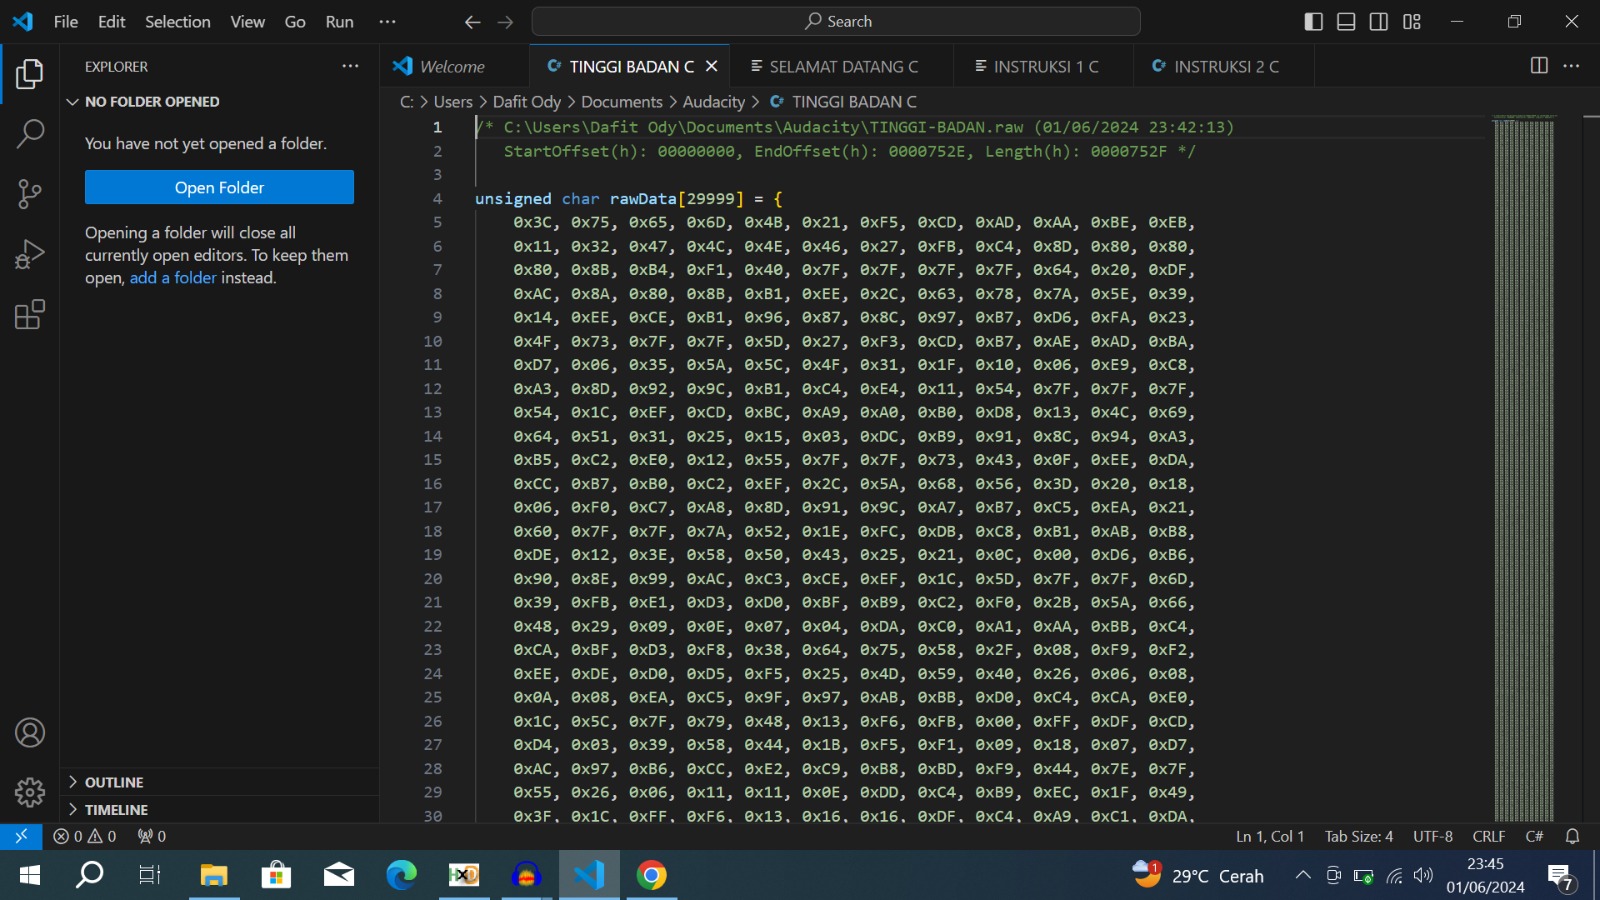 File Edit Selection View Go Run ··· Search
EXPLORER ···
NO FOLDER OPENED
You have not yet opened a folder.
Open Folder
Opening a folder will close all
currently open editors. To keep them
open, add a folder instead.
OUTLINE
TIMELINE
Welcome TINGGI BADAN C SELAMAT DATANG C INSTRUKSI 1 C INSTRUKSI 2 C ···
C: > Users > Dafit Ody > Documents > Audacity > TINGGI BADAN C
1 /* C:\Users\Dafit Ody\Documents\Audacity\TINGGI-BADAN.raw (01/06/2024 23:42:13)
2 StartOffset(h): 00000000, EndOffset(h): 0000752E, Length(h): 0000752F */
3
4 unsigned char rawData[29999] = {
5 0x3C, 0x75, 0x65, 0x6D, 0x4B, 0x21, 0xF5, 0xCD, 0xAD, 0xAA, 0xBE, 0xEB,
6 0x11, 0x32, 0x47, 0x4C, 0x4E, 0x46, 0x27, 0xFB, 0xC4, 0x8D, 0x80, 0x80,
7 0x80, 0x8B, 0xB4, 0xF1, 0x40, 0x7F, 0x7F, 0x7F, 0x7F, 0x64, 0x20, 0xDF,
8 0xAC, 0x8A, 0x80, 0x8B, 0xB1, 0xEE, 0x2C, 0x63, 0x78, 0x7A, 0x5E, 0x39,
9 0x14, 0xEE, 0xCE, 0xB1, 0x96, 0x87, 0x8C, 0x97, 0xB7, 0xD6, 0xFA, 0x23,
10 0x4F, 0x73, 0x7F, 0x7F, 0x5D, 0x27, 0xF3, 0xCD, 0xB7, 0xAE, 0xAD, 0xBA,
11 0xD7, 0x06, 0x35, 0x5A, 0x5C, 0x4F, 0x31, 0x1F, 0x10, 0x06, 0xE9, 0xC8,
12 0xA3, 0x8D, 0x92, 0x9C, 0xB1, 0xC4, 0xE4, 0x11, 0x54, 0x7F, 0x7F, 0x7F,
13 0x54, 0x1C, 0xEF, 0xCD, 0xBC, 0xA9, 0xA0, 0xB0, 0xD8, 0x13, 0x4C, 0x69,
14 0x64, 0x51, 0x31, 0x25, 0x15, 0x03, 0xDC, 0xB9, 0x91, 0x8C, 0x94, 0xA3,
15 0xB5, 0xC2, 0xE0, 0x12, 0x55, 0x7F, 0x7F, 0x73, 0x43, 0x0F, 0xEE, 0xDA,
16 0xCC, 0xB7, 0xB0, 0xC2, 0xEF, 0x2C, 0x5A, 0x68, 0x56, 0x3D, 0x20, 0x18,
17 0x06, 0xF0, 0xC7, 0xA8, 0x8D, 0x91, 0x9C, 0xA7, 0xB7, 0xC5, 0xEA, 0x21,
18 0x60, 0x7F, 0x7F, 0x7A, 0x52, 0x1E, 0xFC, 0xDB, 0xC8, 0xB1, 0xAB, 0xB8,
19 0xDE, 0x12, 0x3E, 0x58, 0x50, 0x43, 0x25, 0x21, 0x0C, 0x00, 0xD6, 0xB6,
20 0x90, 0x8E, 0x99, 0xAC, 0xC3, 0xCE, 0xEF, 0x1C, 0x5D, 0x7F, 0x7F, 0x6D,
21 0x39, 0xFB, 0xE1, 0xD3, 0xD0, 0xBF, 0xB9, 0xC2, 0xF0, 0x2B, 0x5A, 0x66,
22 0x48, 0x29, 0x09, 0x0E, 0x07, 0x04, 0xDA, 0xC0, 0xA1, 0xAA, 0xBB, 0xC4,
23 0xCA, 0xBF, 0xD3, 0xF8, 0x38, 0x64, 0x75, 0x58, 0x2F, 0x08, 0xF9, 0xF2,
24 0xEE, 0xDE, 0xD0, 0xD5, 0xF5, 0x25, 0x4D, 0x59, 0x40, 0x26, 0x06, 0x08,
25 0x0A, 0x08, 0xEA, 0xC5, 0x9F, 0x97, 0xAB, 0xBB, 0xD0, 0xC4, 0xCA, 0xE0,
26 0x1C, 0x5C, 0x7F, 0x79, 0x48, 0x13, 0xF6, 0xFB, 0x00, 0xFF, 0xDF, 0xCD,
27 0xD4, 0x03, 0x39, 0x58, 0x44, 0x1B, 0xF5, 0xF1, 0x09, 0x18, 0x07, 0xD7,
28 0xAC, 0x97, 0xB6, 0xCC, 0xE2, 0xC9, 0xB8, 0xBD, 0xF9, 0x44, 0x7E, 0x7F,
29 0x55, 0x26, 0x06, 0x11, 0x11, 0x0E, 0xDD, 0xC4, 0xB9, 0xEC, 0x1F, 0x49,
30 0x3F, 0x1C, 0xFF, 0xF6, 0x13, 0x16, 0x16, 0xDF, 0xC4, 0xA9, 0xC1, 0xDA,
0 0 0 Ln 1, Col 1 Tab Size: 4 UTF-8 CRLF C#
1 29°C Cerah 23:45
01/06/2024 7